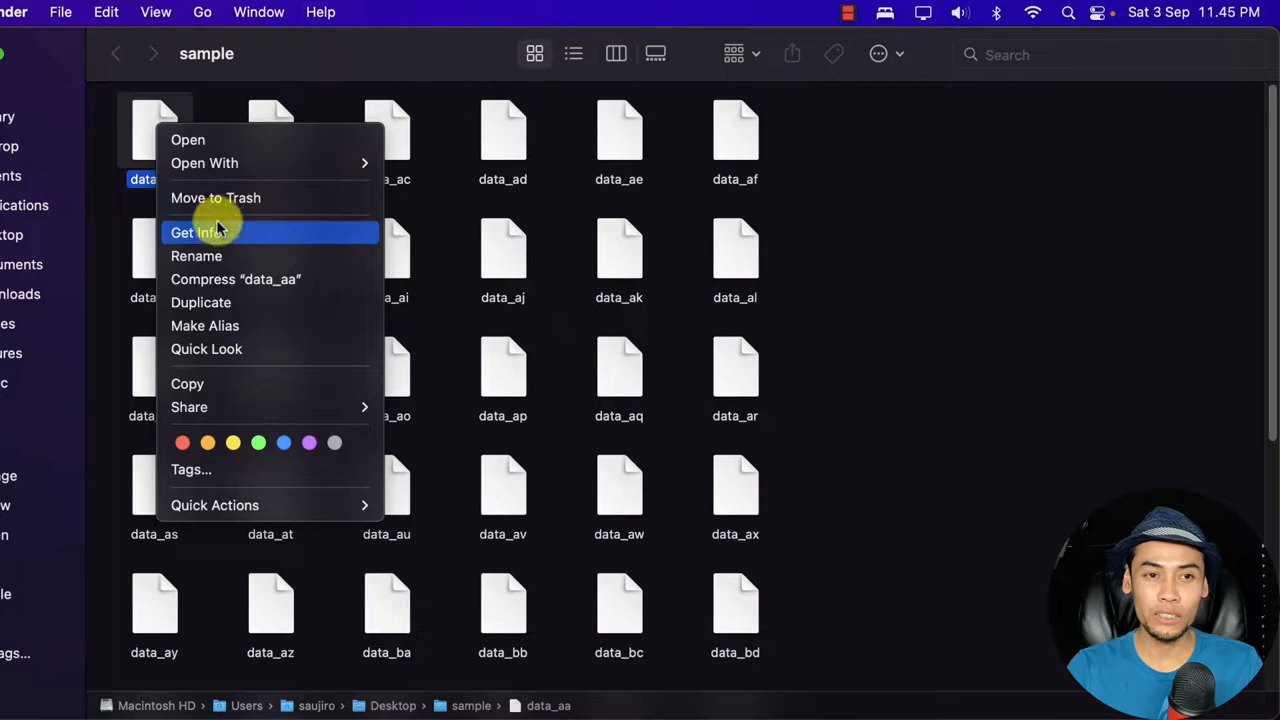 File Edit View Go Window Help Sat 3 Sep 11.45 PM
sample Search
Open
Open With
Move to Trash
Get Info
Rename
Compress “data_aa”
Duplicate
Make Alias
Quick Look
Copy
Share
Tags...
Quick Actions
data_ad data_ae data_af
data_aj data_ak data_al
data_ap data_aq data_ar
data_as data_at data_au data_av data_aw data_ax
data_ay data_az data_ba data_bb data_bc data_bd
Macintosh HD Users saujiro Desktop sample data_aa